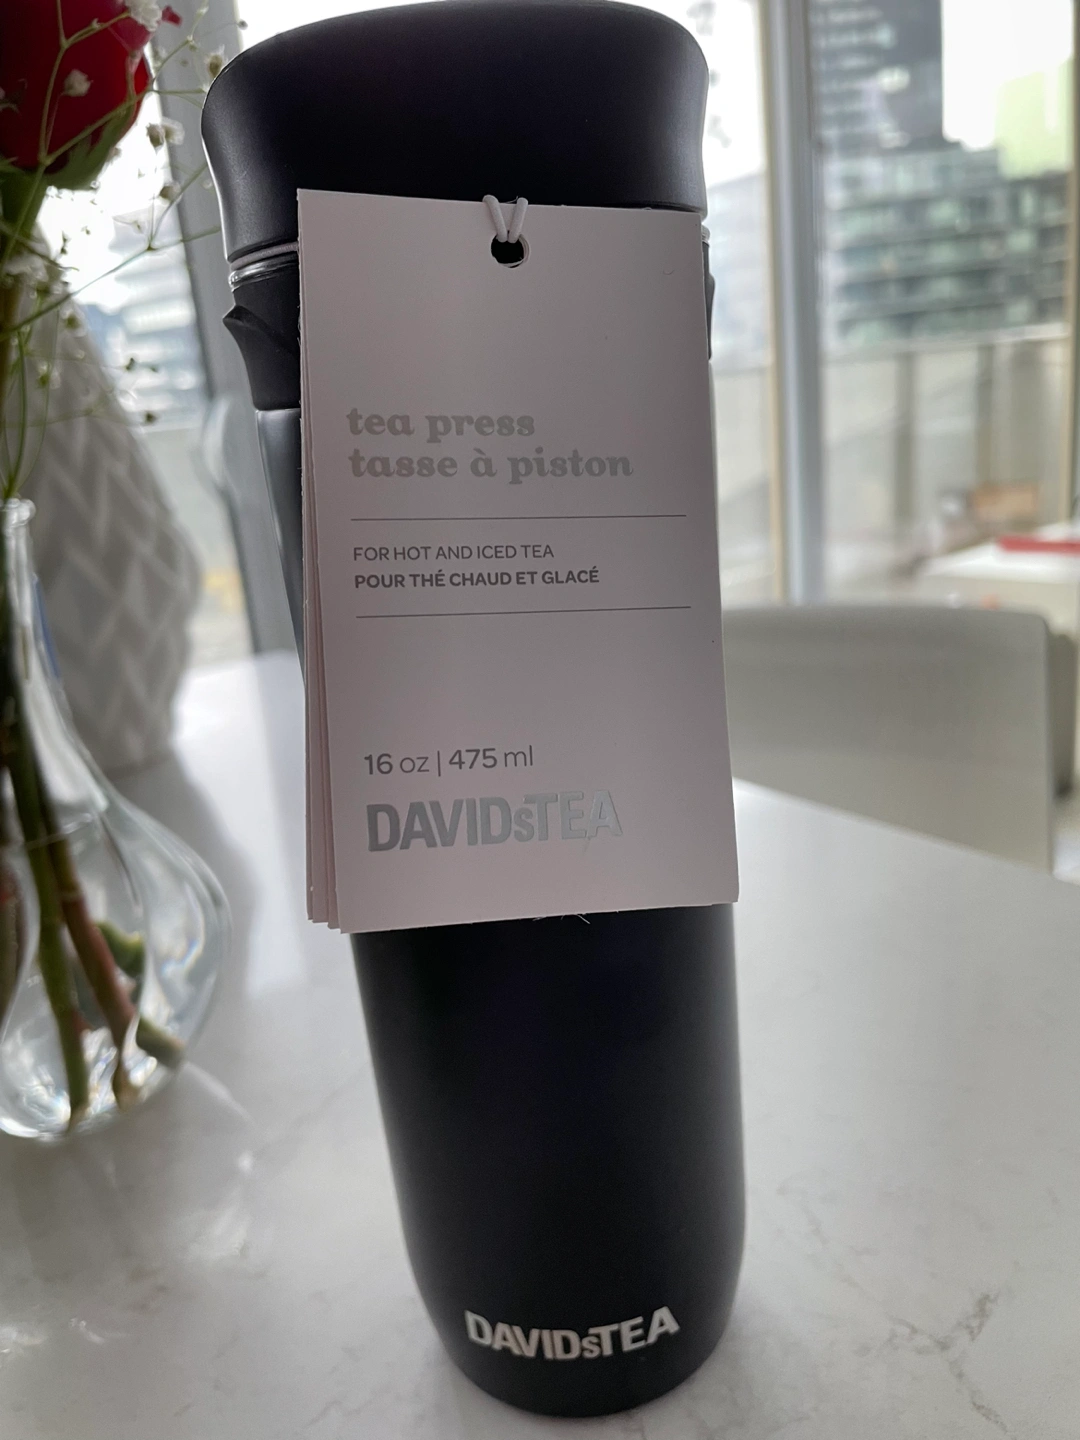 tea press
tasse à piston
FOR HOT AND ICED TEA
POUR THÉ CHAUD ET GLACÉ
16 oz | 475 ml
DAVIDsTEA
DAVIDsTEA